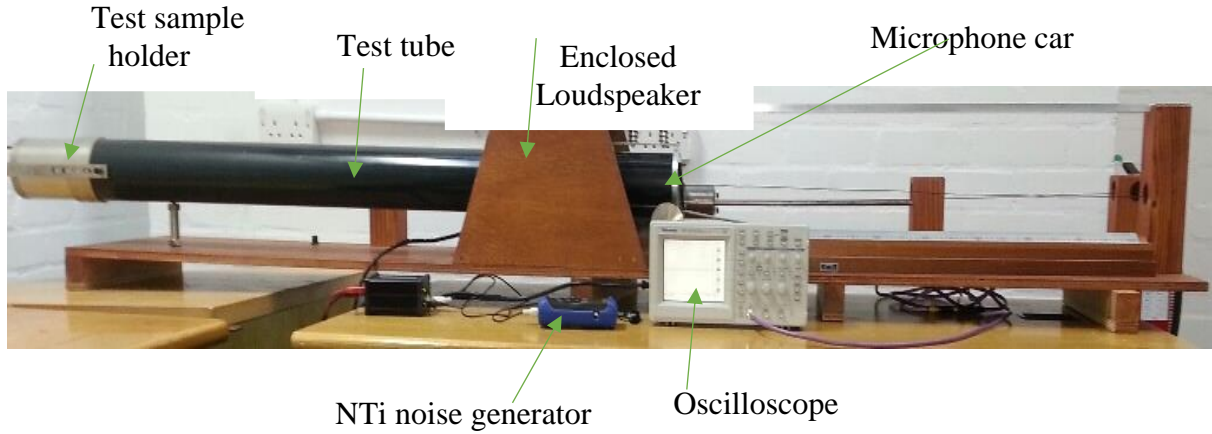 Test sample
holder
Test tube
Enclosed
Loudspeaker
Microphone car
NTi noise generator
Oscilloscope